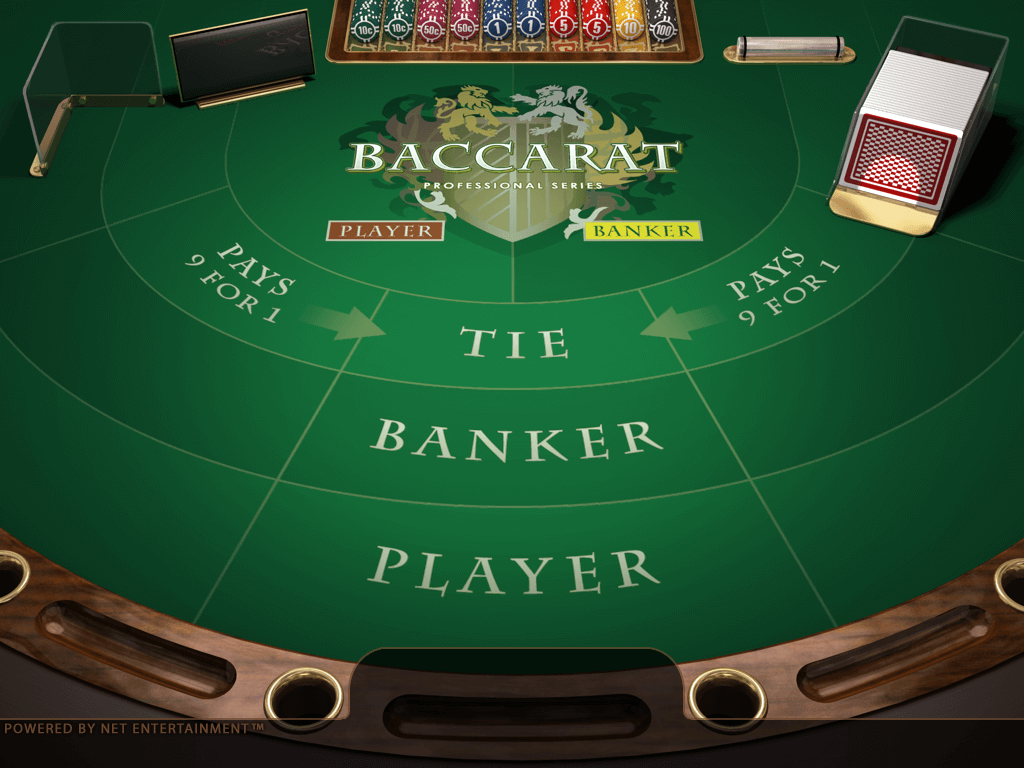 10c 10c 50c 50c 1 1 5 5 10 100
BACCARAT
PROFESSIONAL SERIES
PLAYER
BANKER
PAYS
9 FOR 1
PAYS
9 FOR 1
TIE
BANKER
PLAYER
POWERED BY NET ENTERTAINMENT™